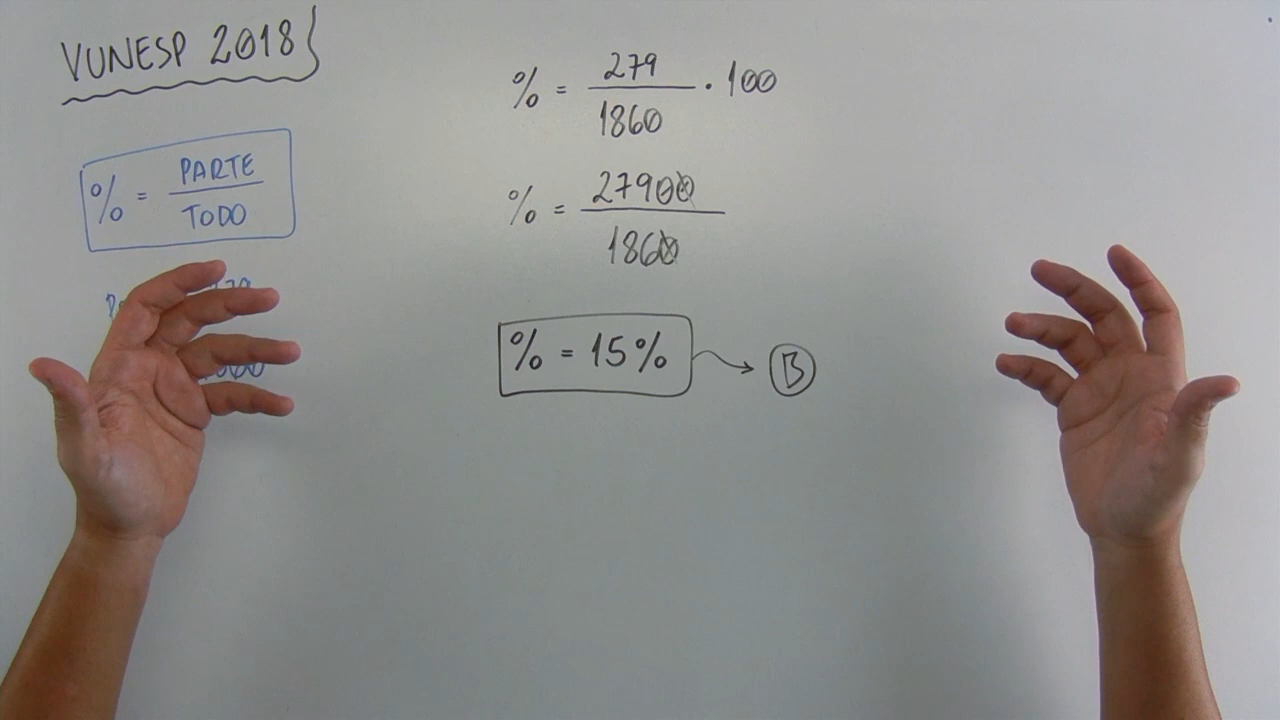 VUNESP 2018
% = PARTE / TODO
% = 279 / 1860 . 100
% = 27900 / 1860
% = 15% → B